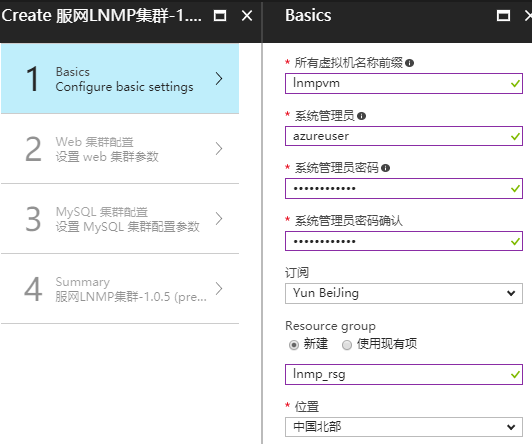 Create 服网LNMP集群-1....
1
Basics
Configure basic settings
2
Web 集群配置
设置 web 集群参数
3
MySQL 集群配置
设置 MySQL 集群配置参数
4
Summary
服网LNMP集群-1.0.5 (pre...
Basics
* 所有虚拟机名称前缀
lnmpvm
* 系统管理员
azureuser
* 系统管理员密码
••••••••••••
* 系统管理员密码确认
••••••••••••
订阅
Yun BeiJing
Resource group
新建 使用现有项
lnmp_rsg
* 位置
中国北部